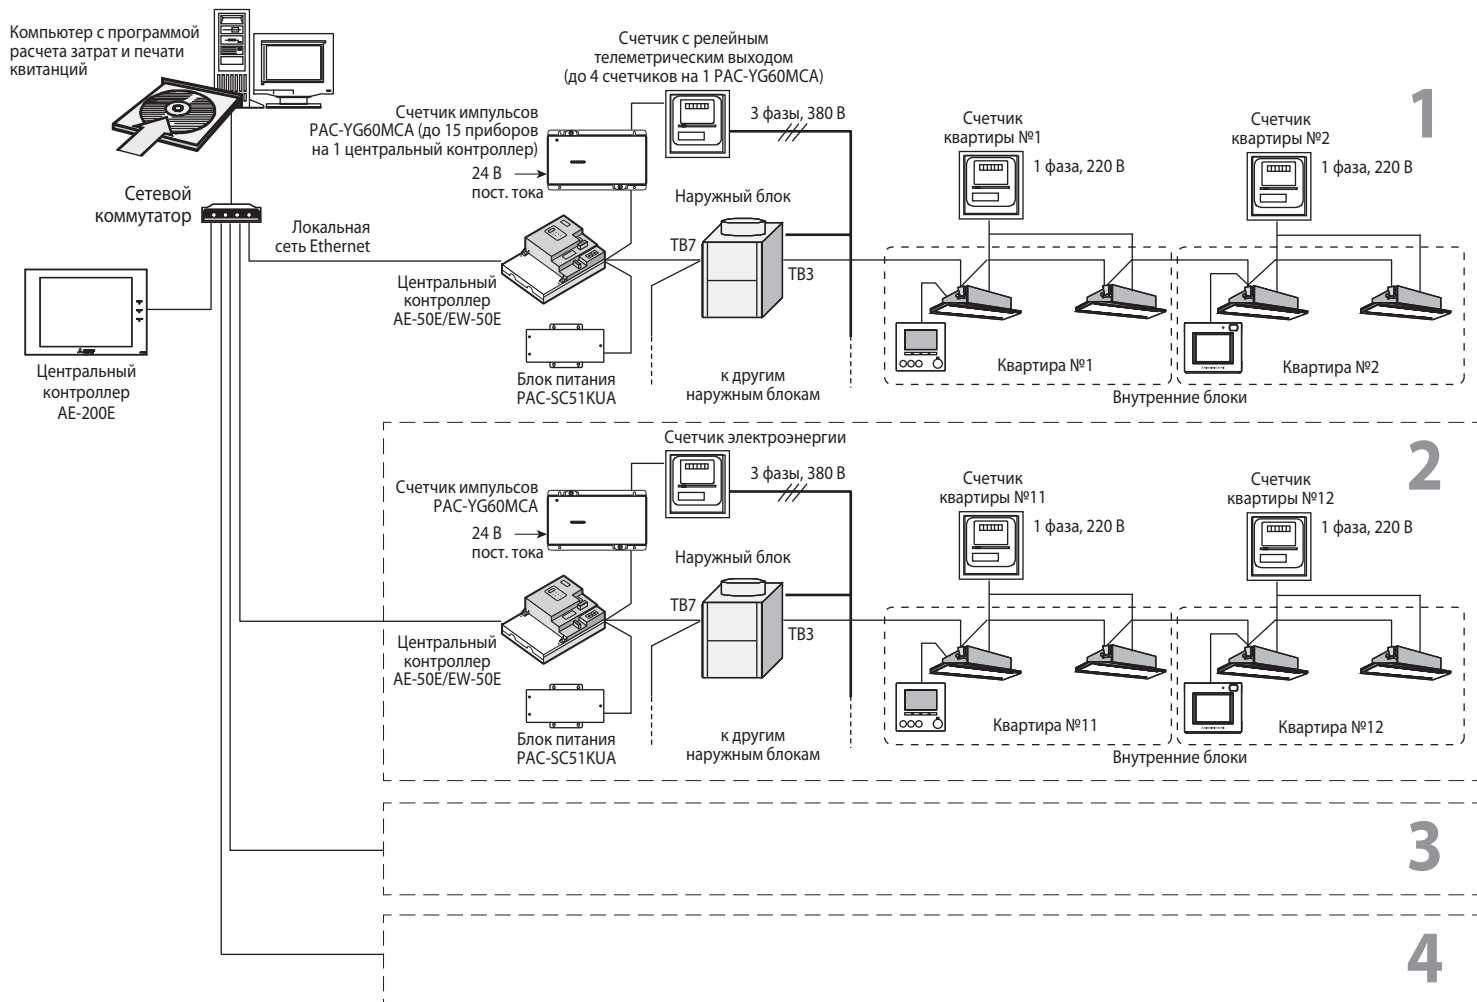 Компьютер с программой
расчета затрат и печати
квитанций
Сетевой
коммутатор
Локальная
сеть Ethernet
Центральный
контроллер
AE-200E
Счетчик с релейным
телеметрическим выходом
(до 4 счетчиков на 1 PAC-YG60MCA)
Счетчик импульсов
PAC-YG60MCA (до 15 приборов
на 1 центральный контроллер)
24 В
пост. тока
3 фазы, 380 В
Наружный блок
TB7
TB3
Центральный
контроллер
AE-50E/EW-50E
Блок питания
PAC-SC51KUA
к другим
наружным блокам
Счетчик
квартиры №1
1 фаза, 220 В
Счетчик
квартиры №2
1 фаза, 220 В
Квартира №1
Квартира №2
Внутренние блоки
1
Счетчик электроэнергии
Счетчик импульсов
PAC-YG60MCA
24 В
пост. тока
3 фазы, 380 В
Наружный блок
TB7
TB3
Центральный
контроллер
AE-50E/EW-50E
Блок питания
PAC-SC51KUA
к другим
наружным блокам
Счетчик
квартиры №11
1 фаза, 220 В
Счетчик
квартиры №12
1 фаза, 220 В
Квартира №11
Квартира №12
Внутренние блоки
2
3
4